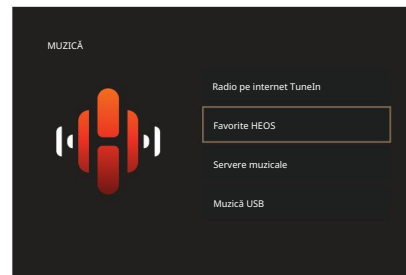 MUZICĂ
Radio pe internet TuneIn
Favorite HEOS
Servere muzicale
Muzică USB